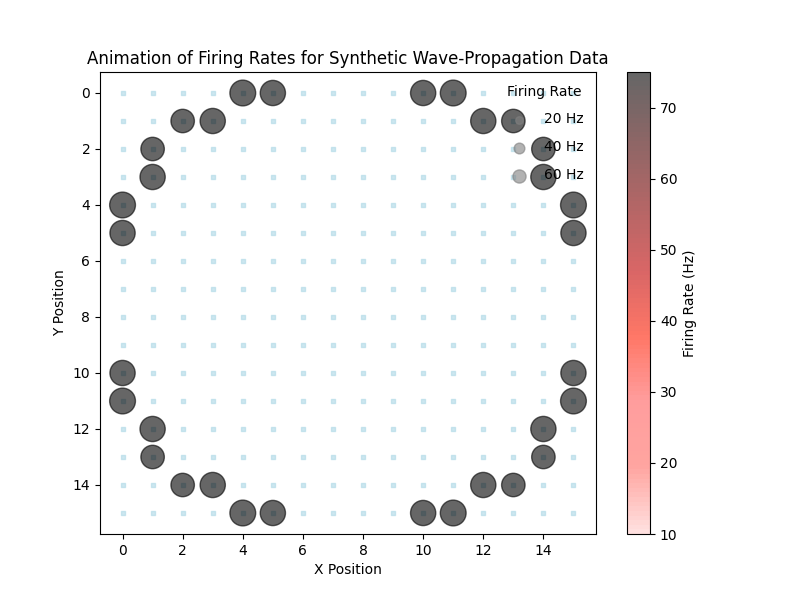 Animation of Firing Rates for Synthetic Wave-Propagation Data
Firing Rate
20 Hz
40 Hz
60 Hz
0
2
4
6
8
10
12
14
Y Position
0
2
4
6
8
10
12
14
X Position
70
60
50
40
30
20
10
Firing Rate (Hz)